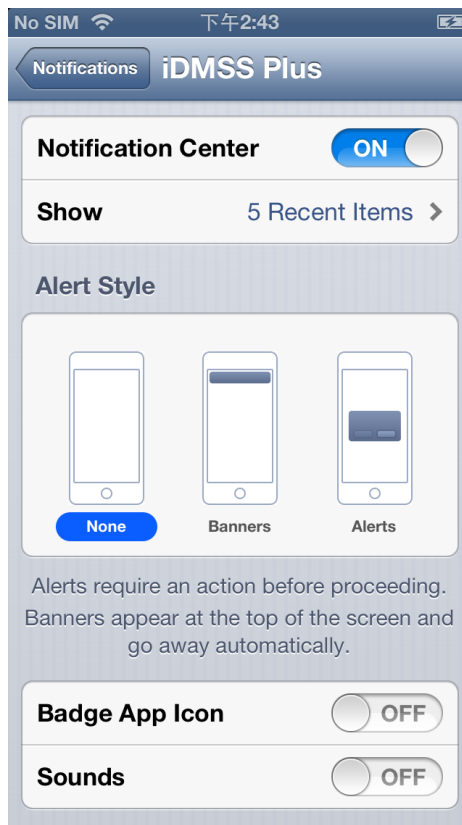 No SIM 下午2:43
Notifications iDMSS Plus
Notification Center ON
Show 5 Recent Items
Alert Style
None Banners Alerts
Alerts require an action before proceeding.
Banners appear at the top of the screen and
go away automatically.
Badge App Icon OFF
Sounds OFF